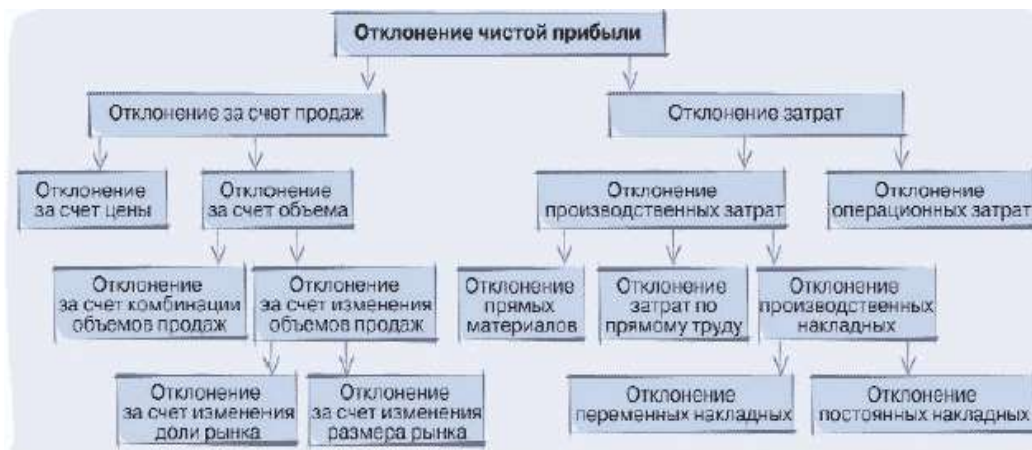 Отклонение чистой прибыли
Отклонение за счет продаж
Отклонение затрат
Отклонение
за счет цены
Отклонение
за счет объема
Отклонение
производственных затрат
Отклонение
операционных затрат
Отклонение
за счет комбинации
объемов продаж
Отклонение
за счет изменения
объемов продаж
Отклонение
прямых
материалов
Отклонение
затрат по
прямому труду
Отклонение
производственных
накладных
Отклонение
за счет изменения
доли рынка
Отклонение
за счет изменения
размера рынка
Отклонение
переменных накладных
Отклонение
постоянных накладных